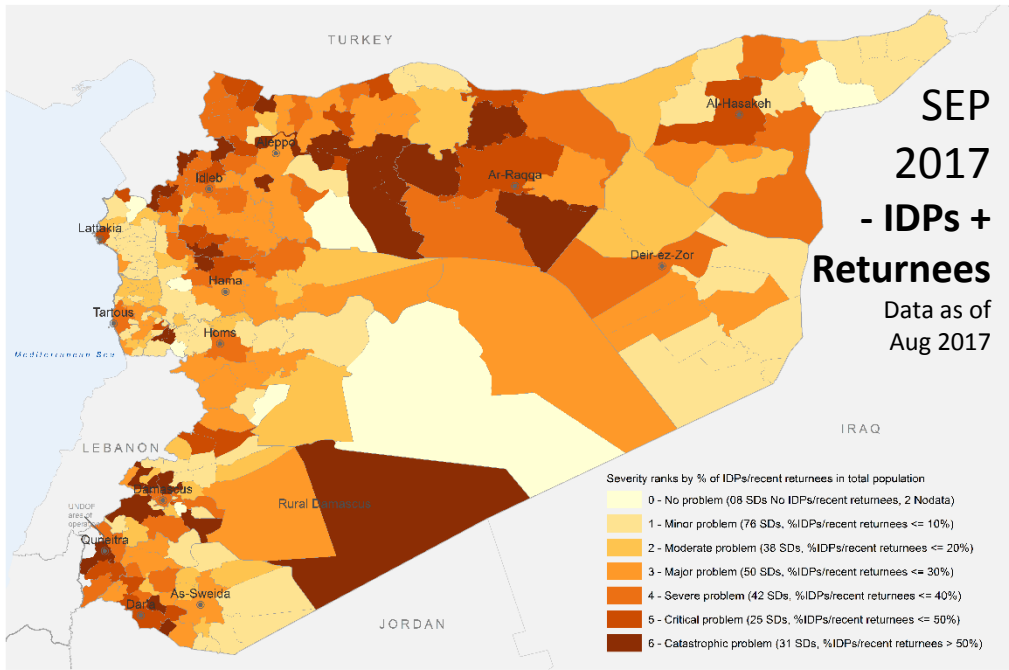 TURKEY
SEP
2017
- IDPs +
Returnees
Data as of
Aug 2017
Al-Hasakeh
Aleppo
Ar-Raqqa
Idleb
Lattakia
Deir-ez-Zor
Hama
Tartous
Homs
Mediterranean Sea
LEBANON
IRAQ
Damascus
Rural Damascus
UNDOF
area of
Quneitra
As-Sweida
Dar'a
JORDAN
Severity ranks by % of IDPs/recent returnees in total population
0 - No problem (08 SDs No IDPs/recent returnees, 2 Nodata)
1 - Minor problem (76 SDs, %IDPs/recent returnees <= 10%)
2 - Moderate problem (38 SDs, %IDPs/recent returnees <= 20%)
3 - Major problem (50 SDs, %IDPs/recent returnees <= 30%)
4 - Severe problem (42 SDs, %IDPs/recent returnees <= 40%)
5 - Critical problem (25 SDs, %IDPs/recent returnees <= 50%)
6 - Catastrophic problem (31 SDs, %IDPs/recent returnees > 50%)